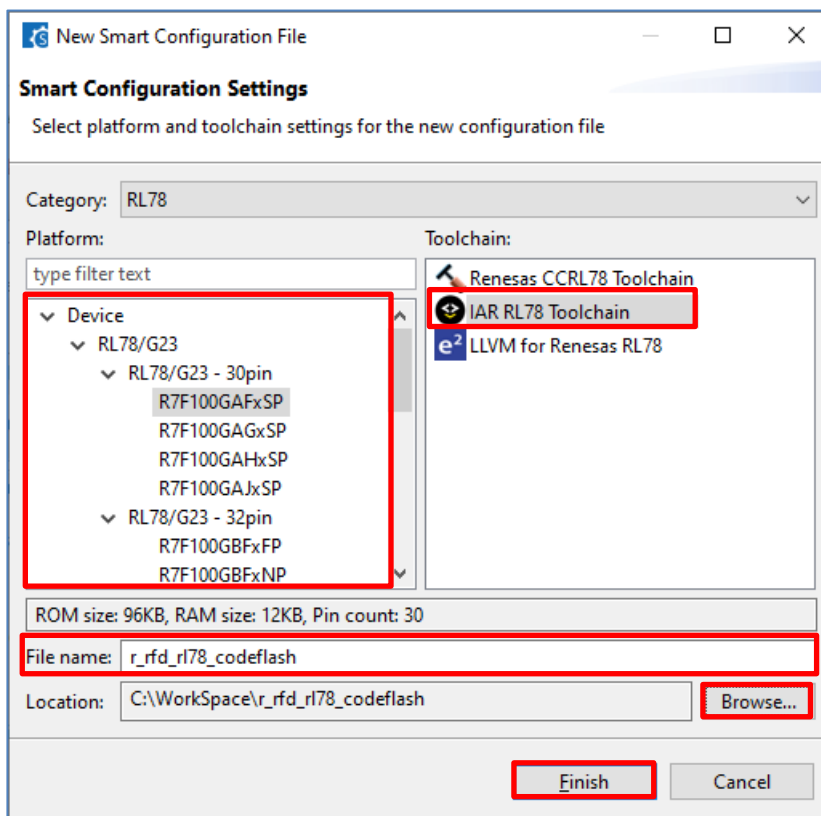 New Smart Configuration File
Smart Configuration Settings
Select platform and toolchain settings for the new configuration file
Category: RL78
Platform:
type filter text
Device
RL78/G23
RL78/G23 - 30pin
R7F100GAFxSP
R7F100GAGxSP
R7F100GAHxSP
R7F100GAJxSP
RL78/G23 - 32pin
R7F100GBFxFP
R7F100GBFxNP
Toolchain:
Renesas CCRL78 Toolchain
IAR RL78 Toolchain
e2 LLVM for Renesas RL78
ROM size: 96KB, RAM size: 12KB, Pin count: 30
File name: r_rfd_rl78_codeflash
Location: C:\WorkSpace\r_rfd_rl78_codeflash Browse...
Finish Cancel